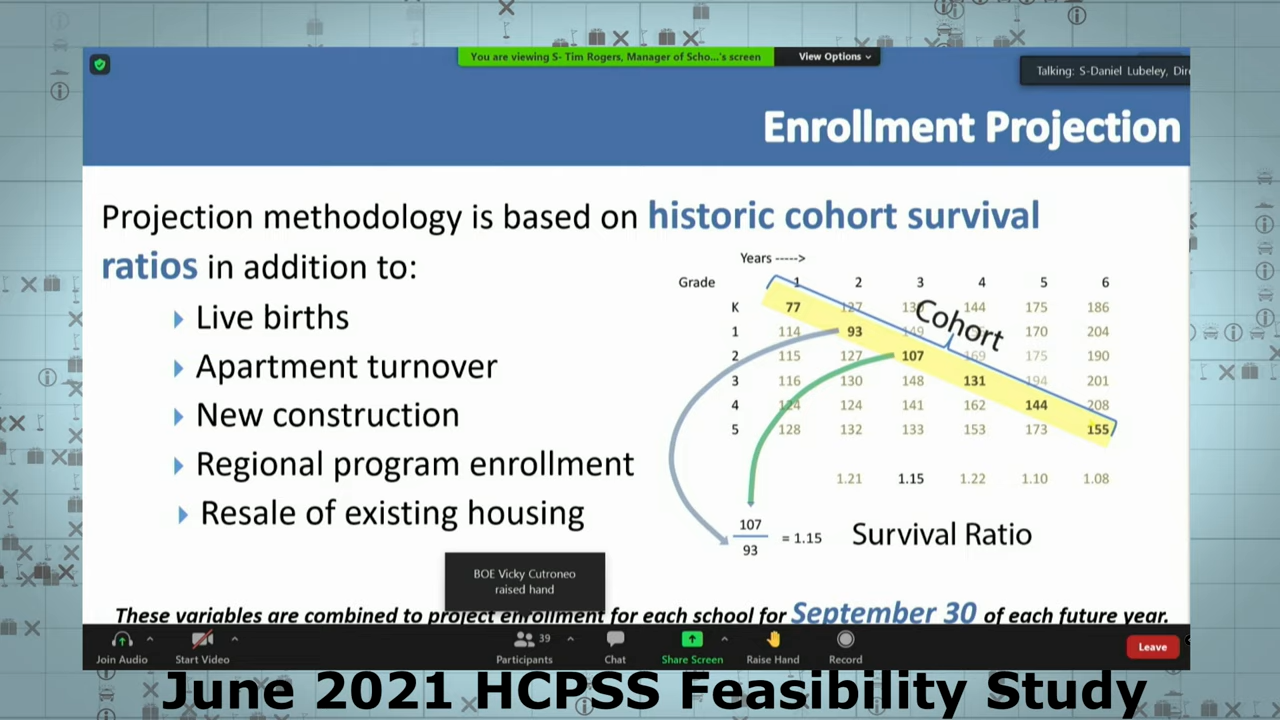 You are viewing S- Tim Rogers, Manager of Scho...'s screen
View Options
Talking: S-Daniel Lubeley, Dir
Enrollment Projection
Projection methodology is based on historic cohort survival
ratios in addition to:
Live births
Apartment turnover
New construction
Regional program enrollment
Resale of existing housing
Years ----->
Grade 1 2 3 4 5 6
K 77 127 144 175 186
1 114 93 149 170 204
2 115 127 107 169 175 190
3 116 130 148 131 194 201
4 124 124 141 162 144 208
5 128 132 133 153 173 155
Cohort
1.21 1.15 1.22 1.10 1.08
107
93
= 1.15
Survival Ratio
BOE Vicky Cutroneo
raised hand
These variables are combined to project enrollment for each school for September 30 of each future year.
Join Audio
Start Video
39
Participants
Chat
Share Screen
Raise Hand
Record
Leave
June 2021 HCPSS Feasibility Study